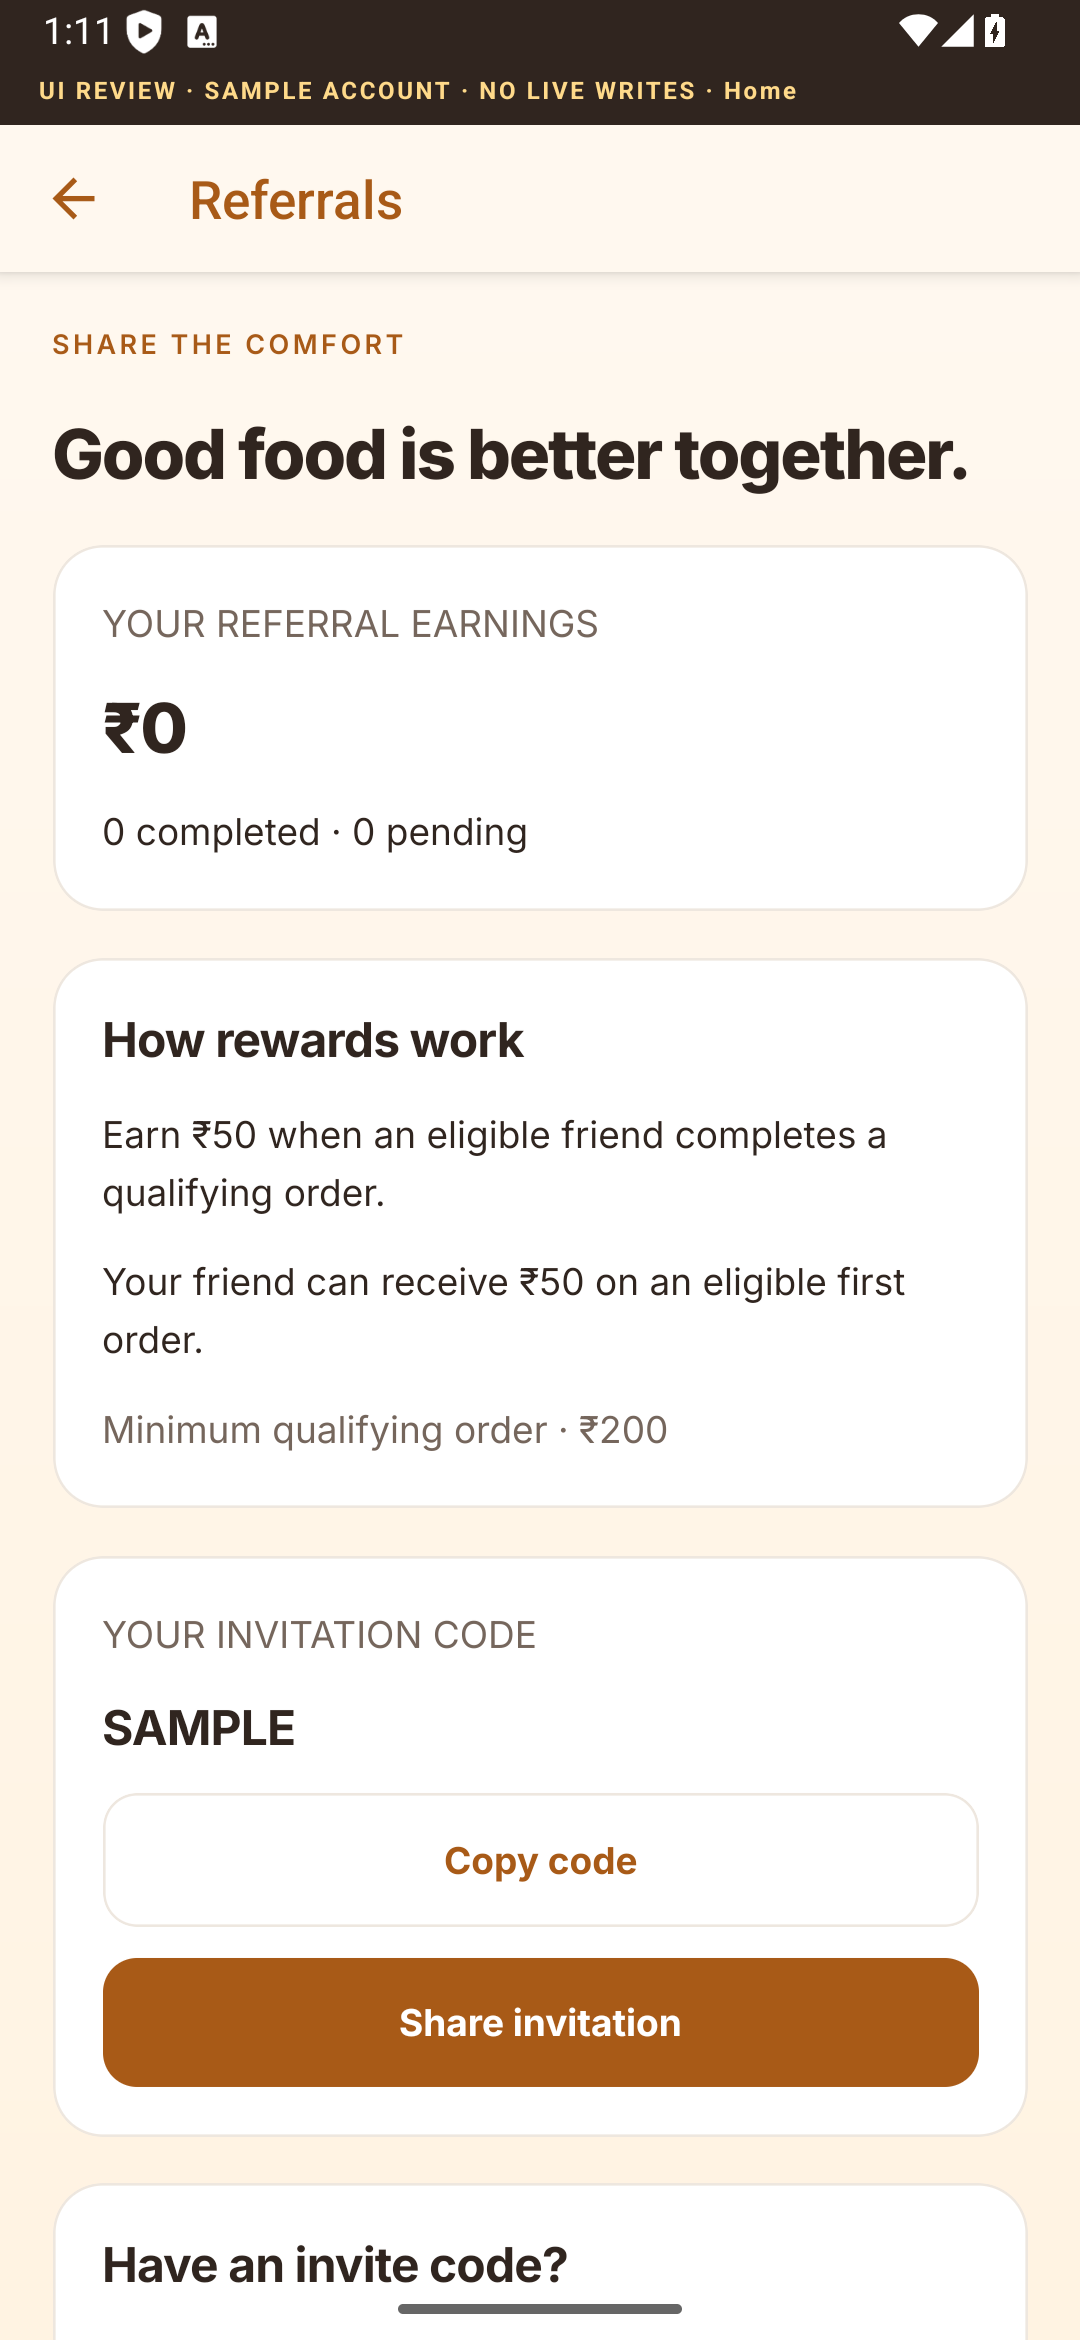 1:11
UI REVIEW · SAMPLE ACCOUNT · NO LIVE WRITES · Home
Referrals
SHARE THE COMFORT
Good food is better together.
YOUR REFERRAL EARNINGS
₹0
0 completed · 0 pending
How rewards work
Earn ₹50 when an eligible friend completes a
qualifying order.
Your friend can receive ₹50 on an eligible first
order.
Minimum qualifying order · ₹200
YOUR INVITATION CODE
SAMPLE
Copy code
Share invitation
Have an invite code?